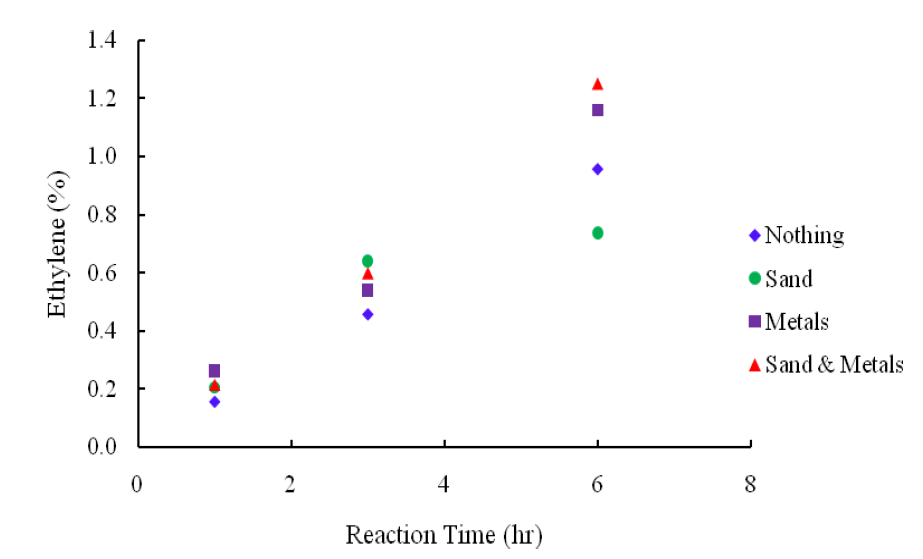 1.4
1.2
1.0
0.8
0.6
0.4
0.2
0.0
Ethylene (%)
0 2 4 6 8
Reaction Time (hr)
Nothing
Sand
Metals
Sand & Metals